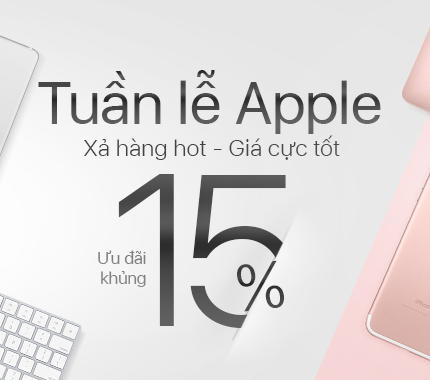 Tuần lễ Apple
Xả hàng hot - Giá cực tốt
Ưu đãi
khủng
15%